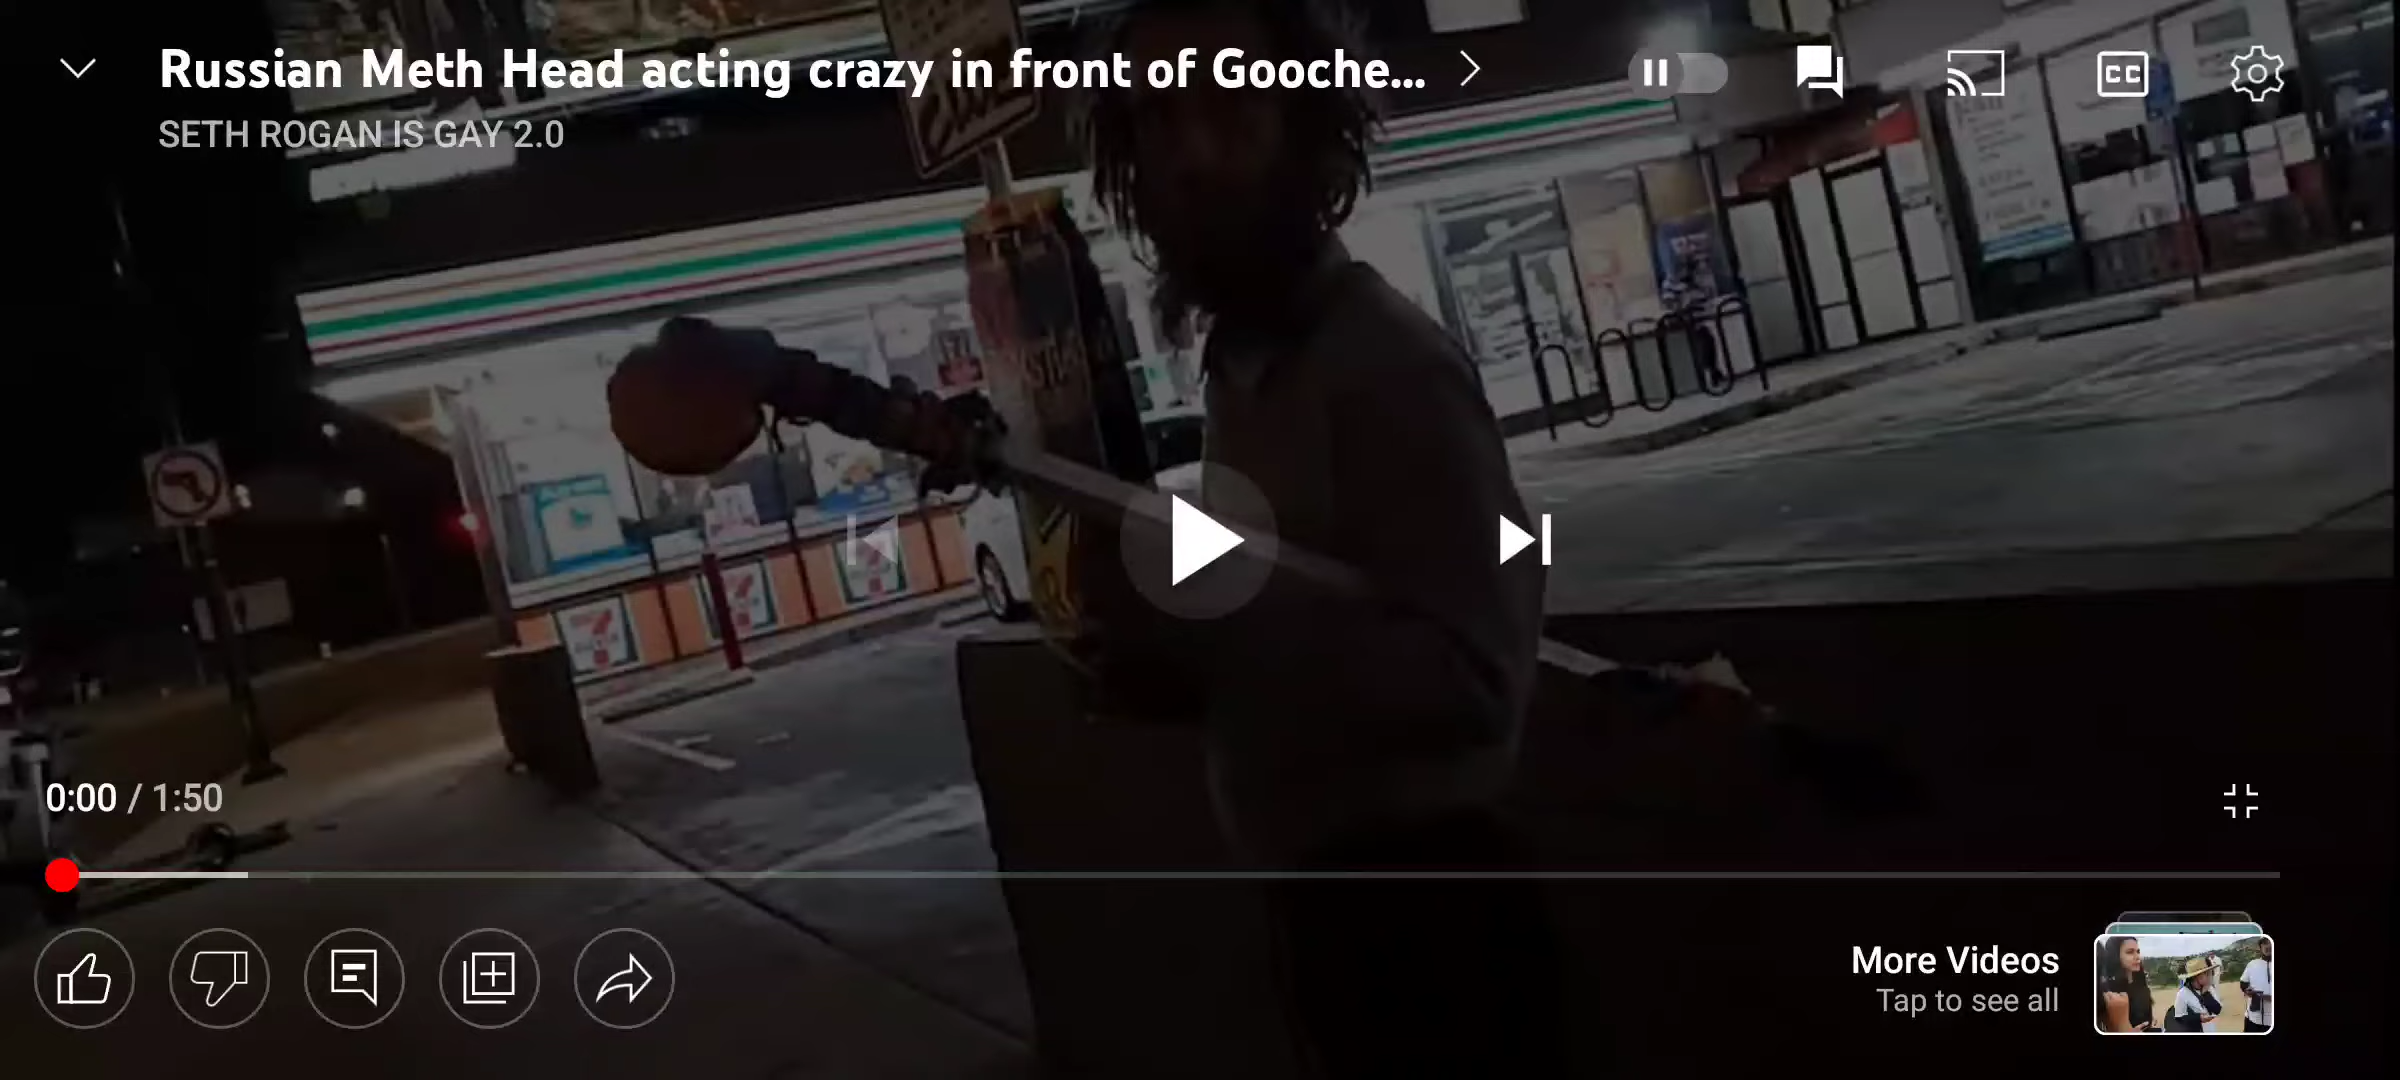 Russian Meth Head acting crazy in front of Gooche...
SETH ROGAN IS GAY 2.0
CC
0:00 / 1:50
More Videos
Tap to see all